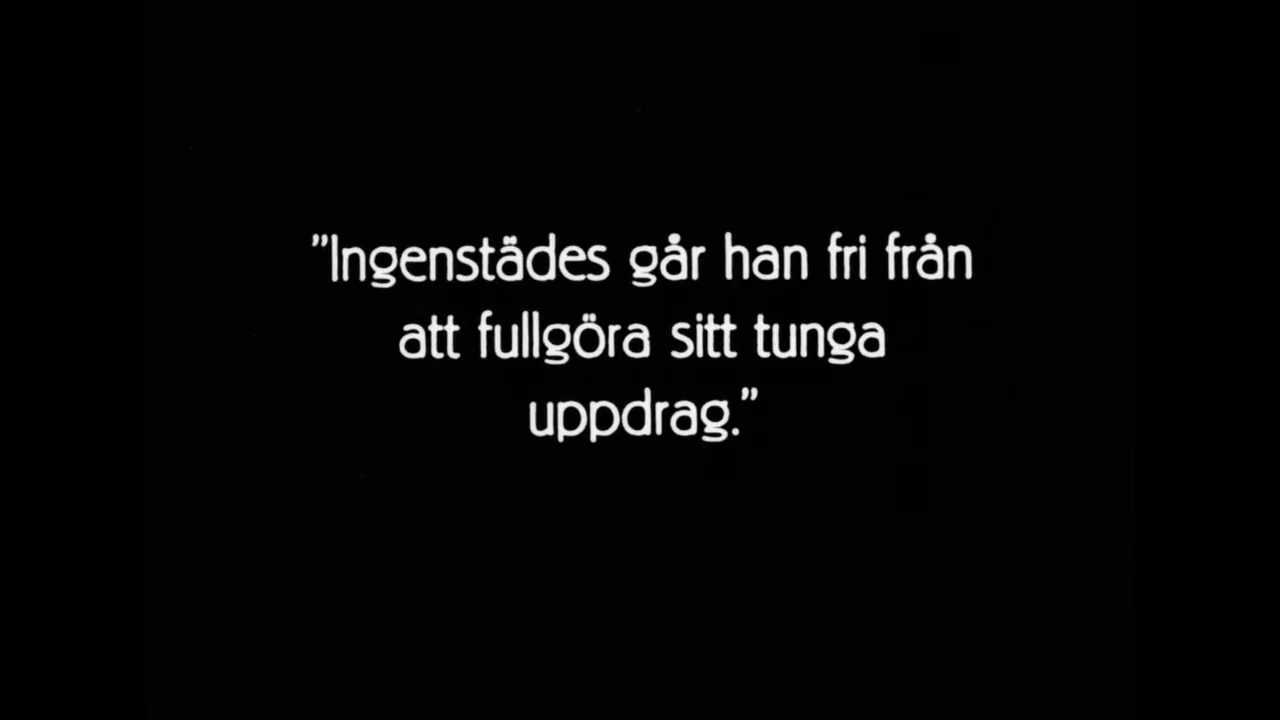 ”Ingenstädes går han fri från
att fullgöra sitt tunga
uppdrag.”